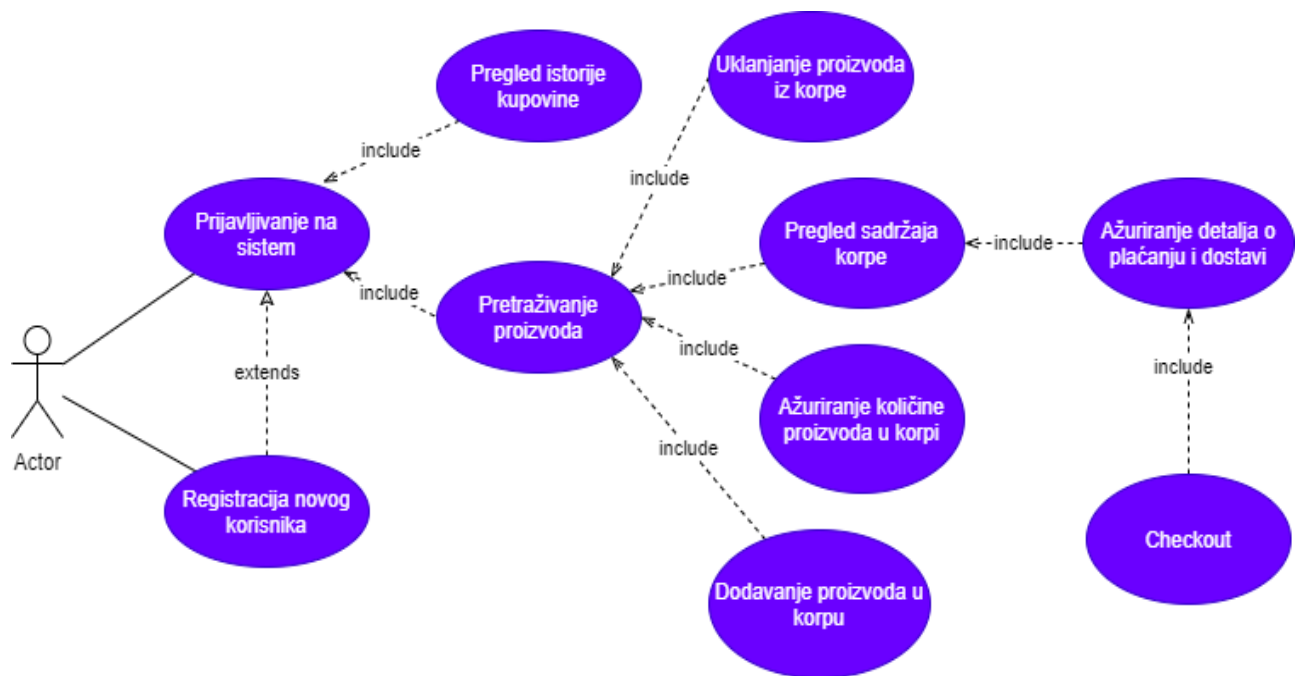 Pregled istorije
kupovine
Uklanjanje proizvoda
iz korpe
include
include
Prijavljivanje na
sistem
Pregled sadržaja
korpe
include
Ažuriranje detalja o
plaćanju i dostavi
include
include
Pretraživanje
proizvoda
include
extends
include
Ažuriranje količine
proizvoda u korpi
include
Actor
Registracija novog
korisnika
Dodavanje proizvoda u
korpu
Checkout